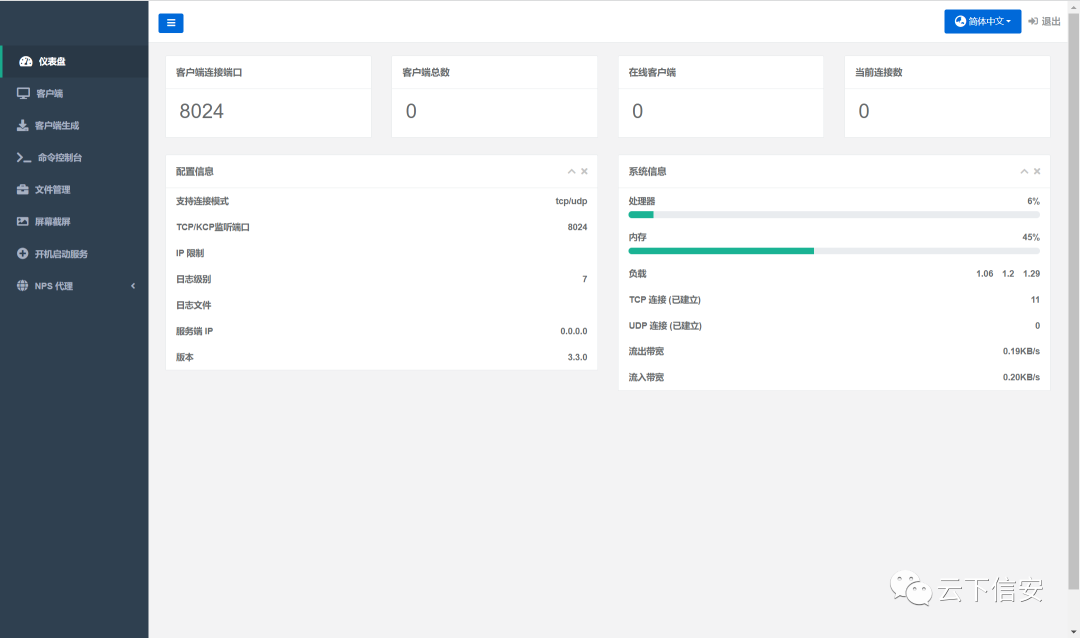 简体中文
退出
仪表盘
客户端
客户端生成
命令控制台
文件管理
屏幕截屏
开机启动服务
NPS 代理
客户端连接端口
8024
客户端总数
0
在线客户端
0
当前连接数
0
配置信息
支持连接模式 tcp/udp
TCP/KCP监听端口 8024
IP 限制
日志级别 7
日志文件
服务端 IP 0.0.0.0
版本 3.3.0
系统信息
处理器 6%
内存 45%
负载 1.06 1.2 1.29
TCP 连接 (已建立) 11
UDP 连接 (已建立) 0
流出带宽 0.19KB/s
流入带宽 0.20KB/s
云下信安